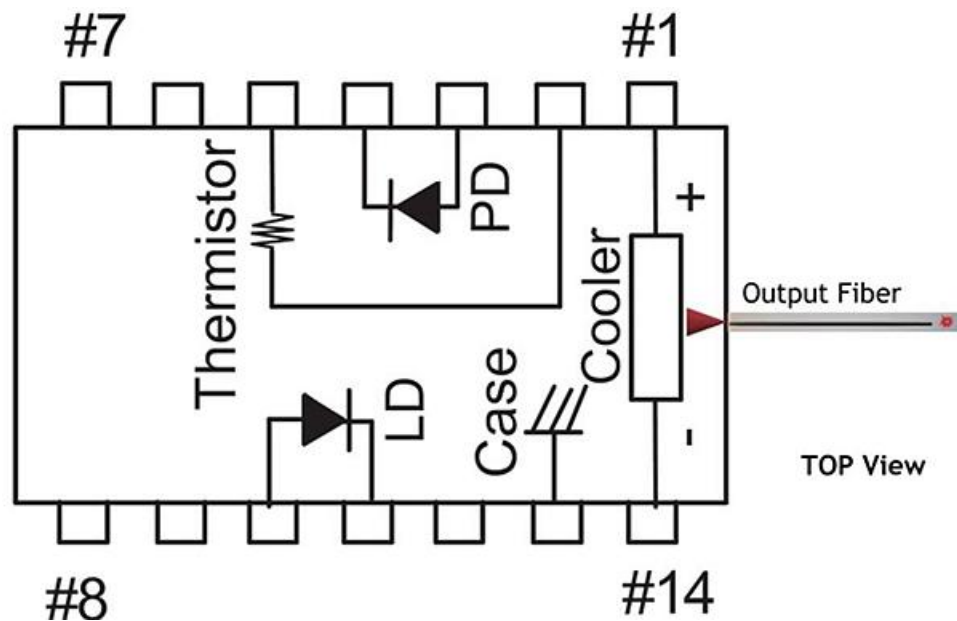 #7
#1
Thermistor
PD
+
Cooler
-
Output Fiber
LD
Case
TOP View
#8
#14